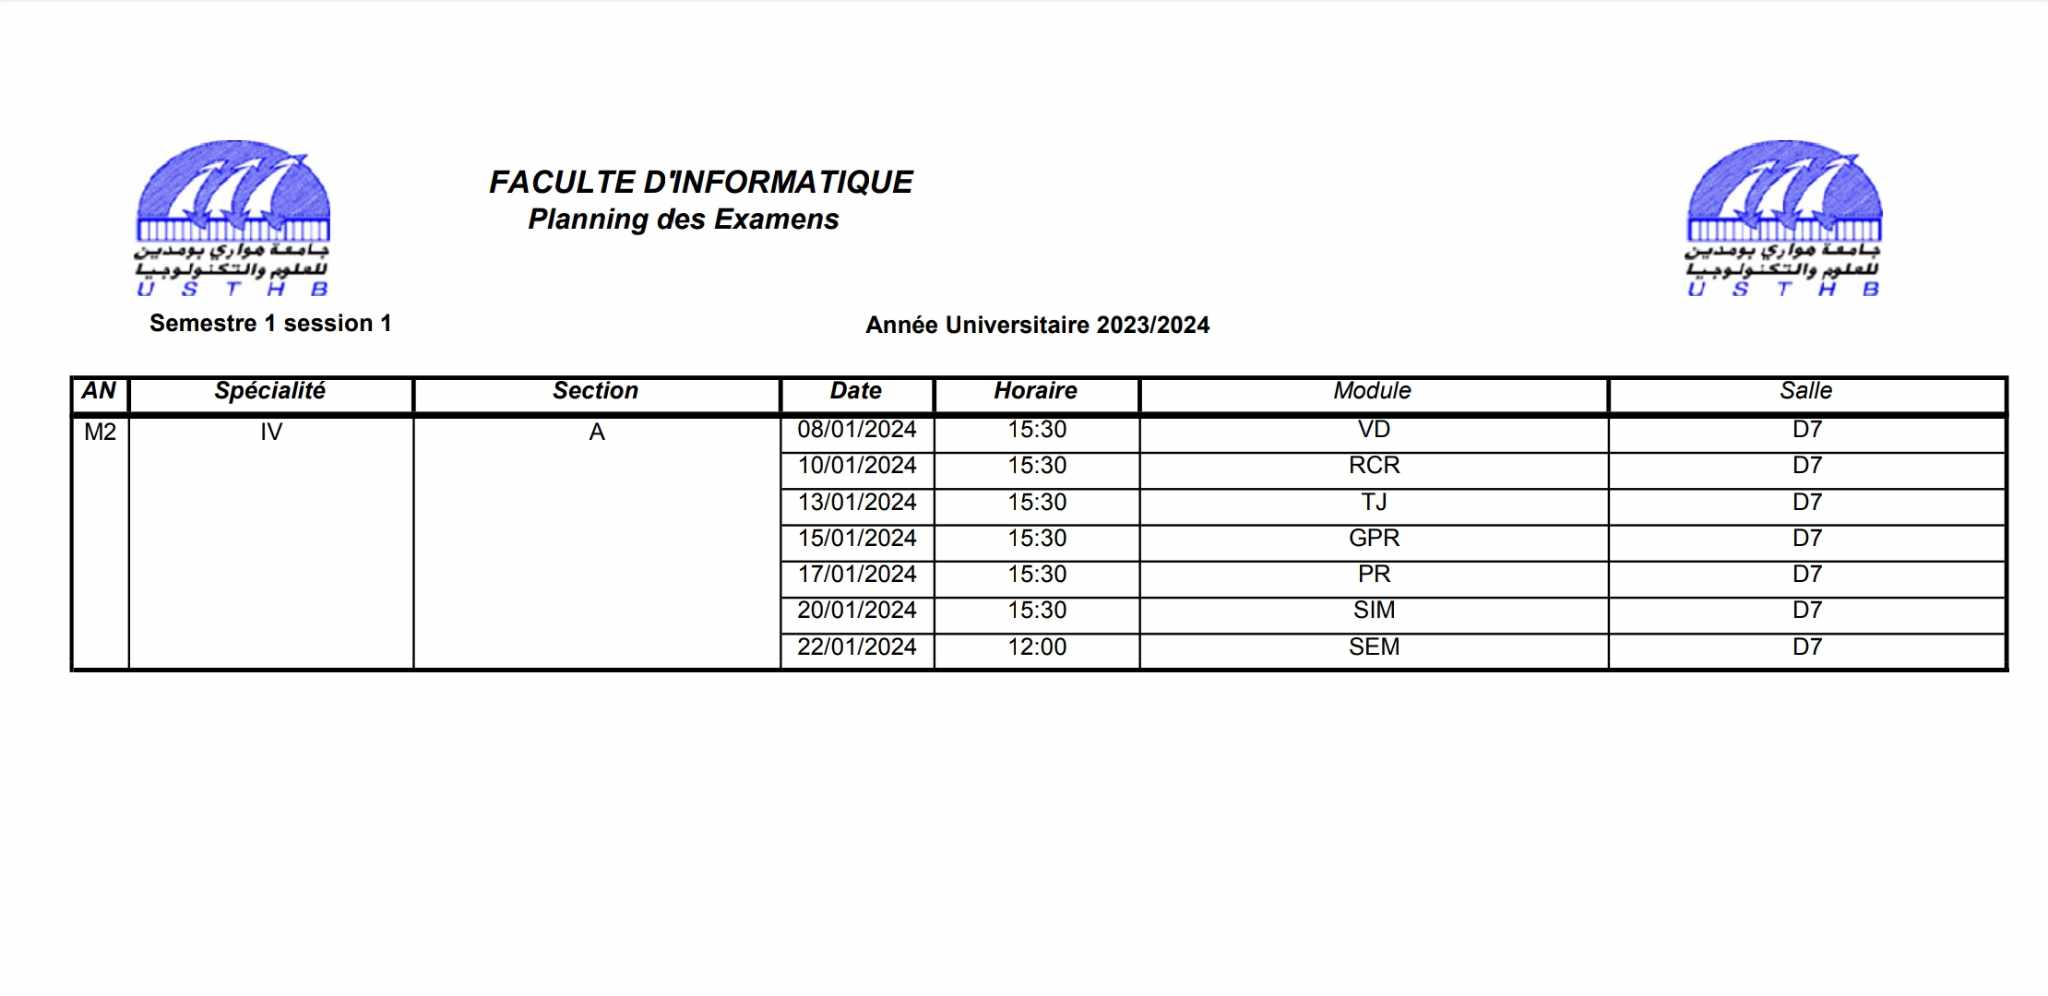 جامعة هواري بومدين
للعلوم والتكنولوجيا
U S T H B
FACULTE D'INFORMATIQUE
Planning des Examens
جامعة هواري بومدين
للعلوم والتكنولوجيا
U S T H B
Semestre 1 session 1
Année Universitaire 2023/2024
AN Spécialité Section Date Horaire Module Salle
M2 IV A 08/01/2024 15:30 VD D7
10/01/2024 15:30 RCR D7
13/01/2024 15:30 TJ D7
15/01/2024 15:30 GPR D7
17/01/2024 15:30 PR D7
20/01/2024 15:30 SIM D7
22/01/2024 12:00 SEM D7